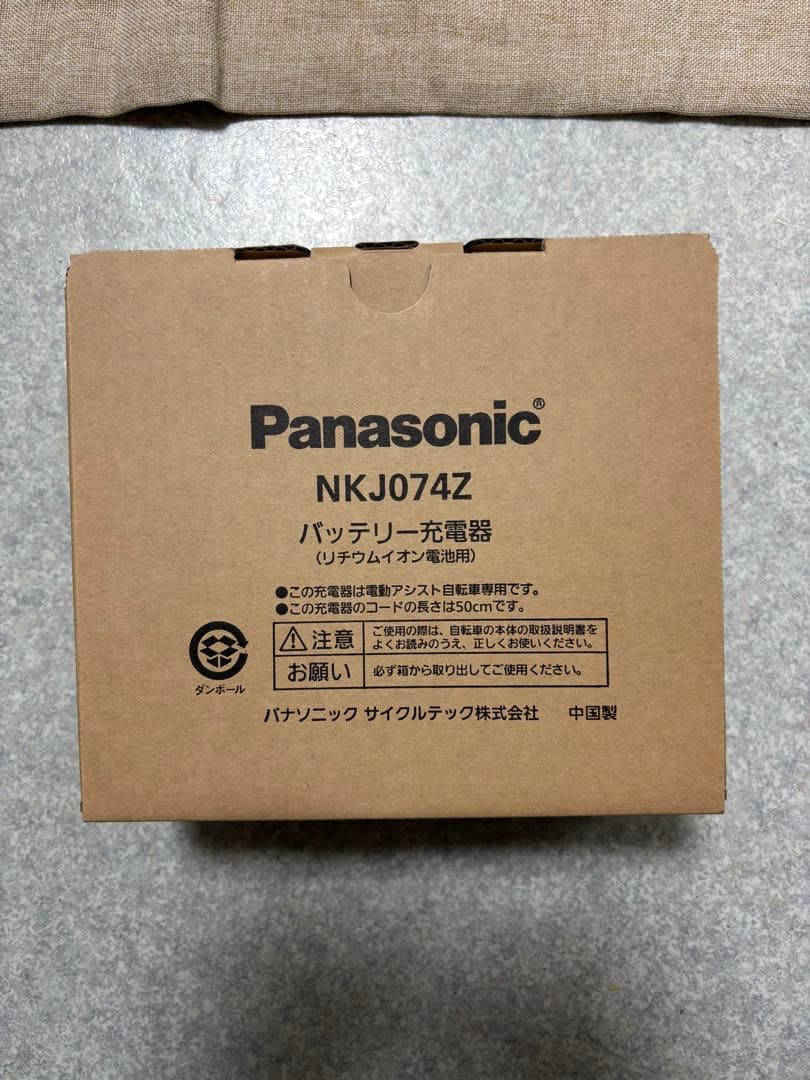 Panasonic®
NKJ074Z
バッテリー充電器
(リチウムイオン電池用)
●この充電器は電動アシスト自転車専用です。
●この充電器のコードの長さは50cmです。
注意 ご使用の際は、自転車の本体の取扱説明書を
よくお読みのうえ、正しくお使いください。
お願い 必ず箱から取り出してご使用ください。
ダンボール
パナソニック サイクルテック株式会社 中国製